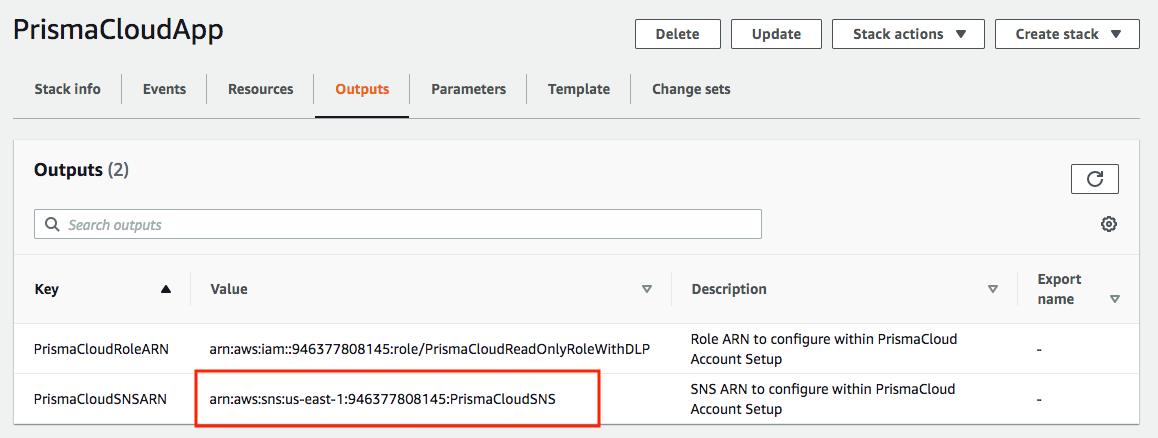 PrismaCloudApp
Delete
Update
Stack actions
Create stack
Stack info
Events
Resources
Outputs
Parameters
Template
Change sets
Outputs (2)
Search outputs
Key
Value
Description
Export
name
PrismaCloudRoleARN
arn:aws:iam::946377808145:role/PrismaCloudReadOnlyRoleWithDLP
Role ARN to configure within PrismaCloud
Account Setup
-
PrismaCloudSNSARN
arn:aws:sns:us-east-1:946377808145:PrismaCloudSNS
SNS ARN to configure within PrismaCloud
Account Setup
-